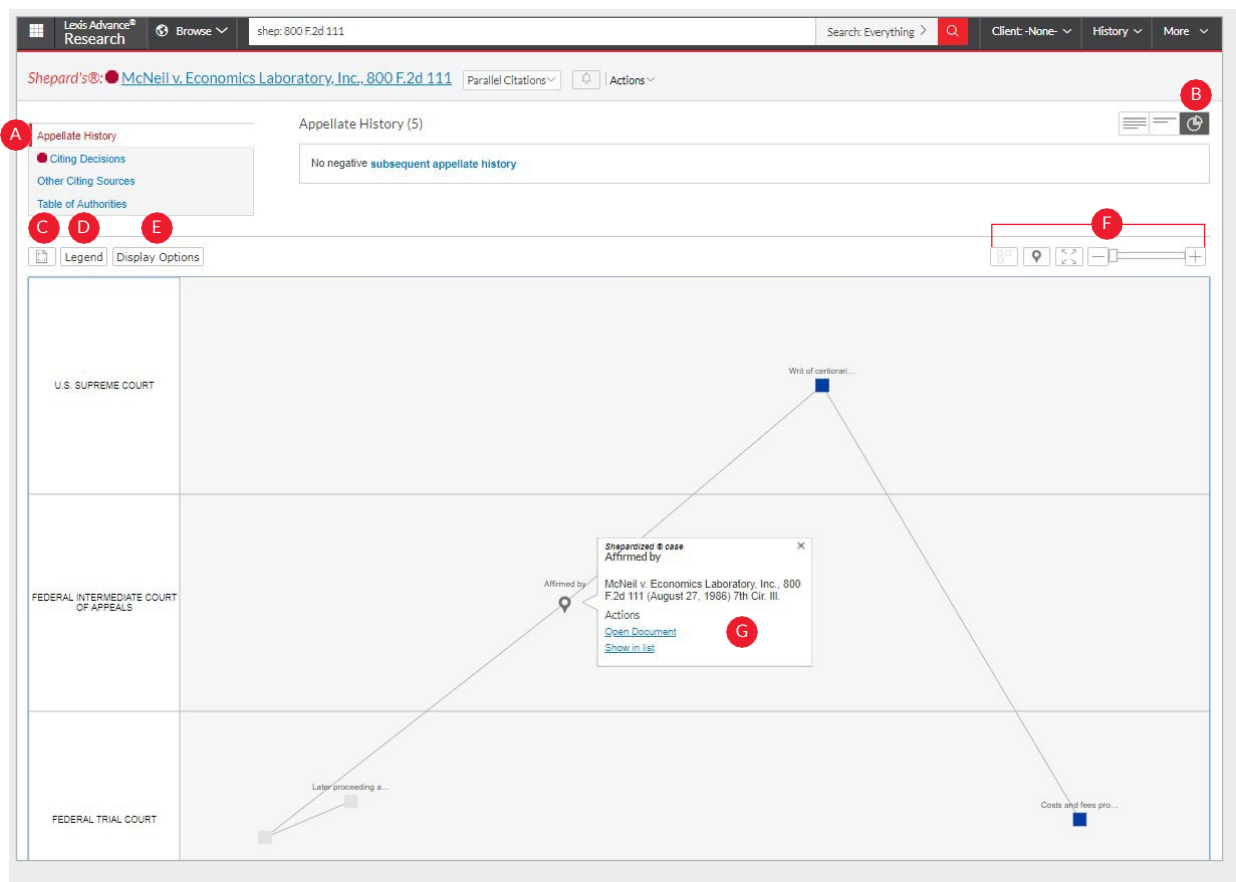 Lexis Advance®
Research
Browse
shep: 800 F.2d 111
Search: Everything
Client: -None-
History
More
Shepard's®: McNeil v. Economics Laboratory, Inc., 800 F.2d 111
Parallel Citations
Actions
B
A
Appellate History
Citing Decisions
Other Citing Sources
Table of Authorities
Appellate History (5)
No negative subsequent appellate history
C
D
E
F
Legend
Display Options
U.S. SUPREME COURT
Writ of certiorari...
FEDERAL INTERMEDIATE COURT
OF APPEALS
Affirmed by
Shepardized ® case
Affirmed by
McNeil v. Economics Laboratory, Inc., 800
F.2d 111 (August 27, 1986) 7th Cir. Ill.
Actions
Open Document
Show in list
G
FEDERAL TRIAL COURT
Later proceeding a...
Costs and fees pro...